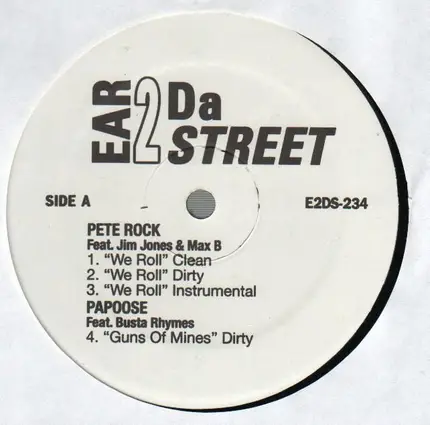 EAR 2 Da
STREET
SIDE A
E2DS-234
PETE ROCK
Feat. Jim Jones & Max B
1. “We Roll” Clean
2. “We Roll” Dirty
3. “We Roll” Instrumental
PAPOOSE
Feat. Busta Rhymes
4. “Guns Of Mines” Dirty